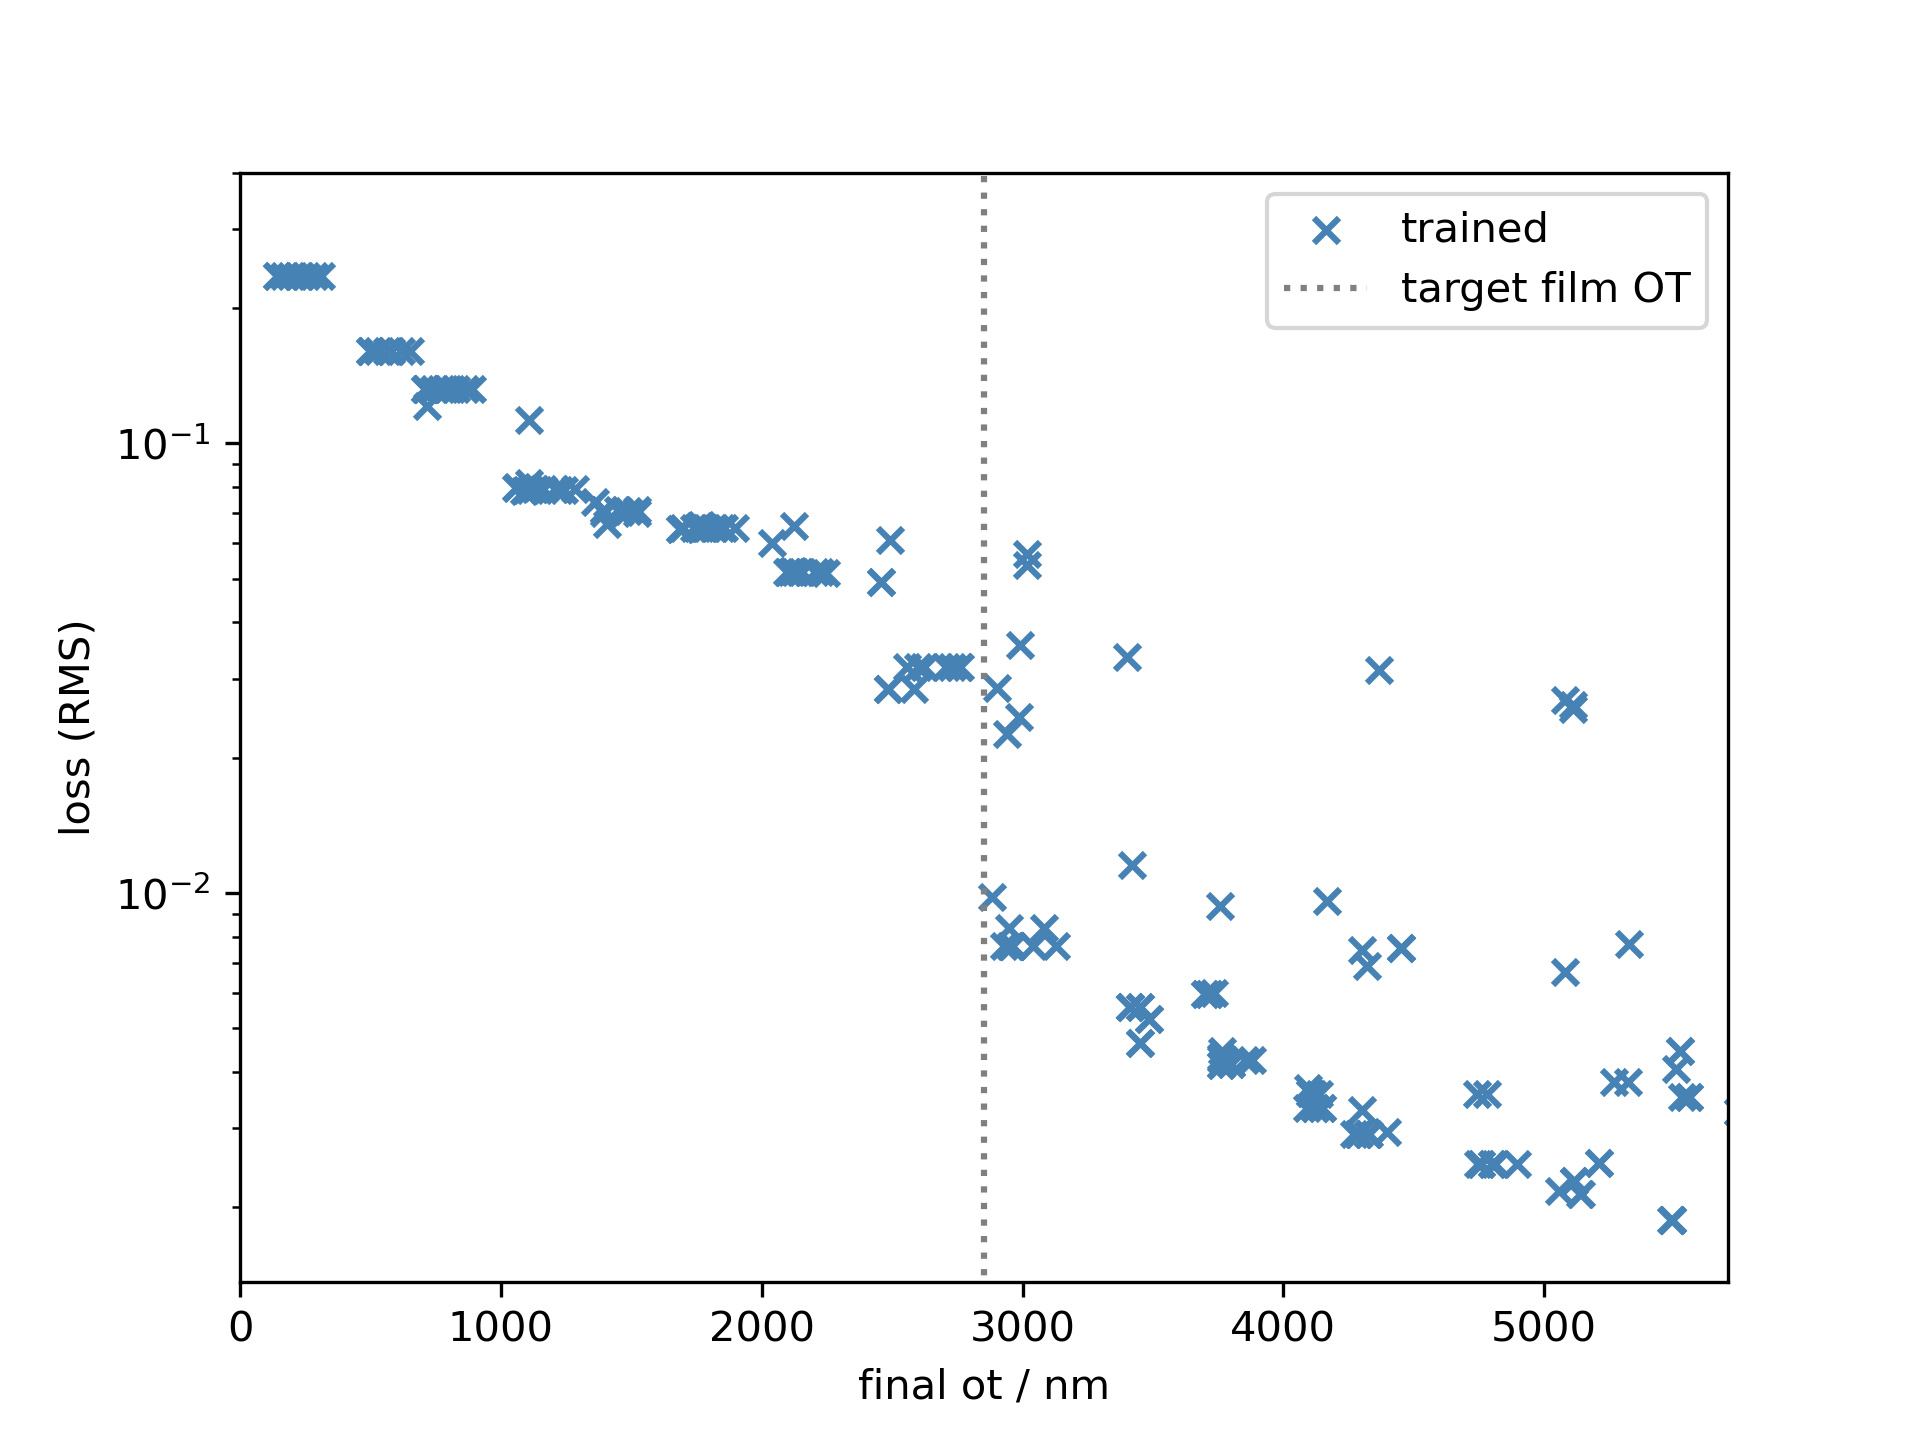 trained
target film OT
10⁻¹
10⁻²
loss (RMS)
0 1000 2000 3000 4000 5000
final ot / nm